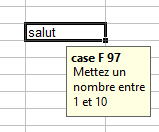 salut
case F 97
Mettez un
nombre entre
1 et 10